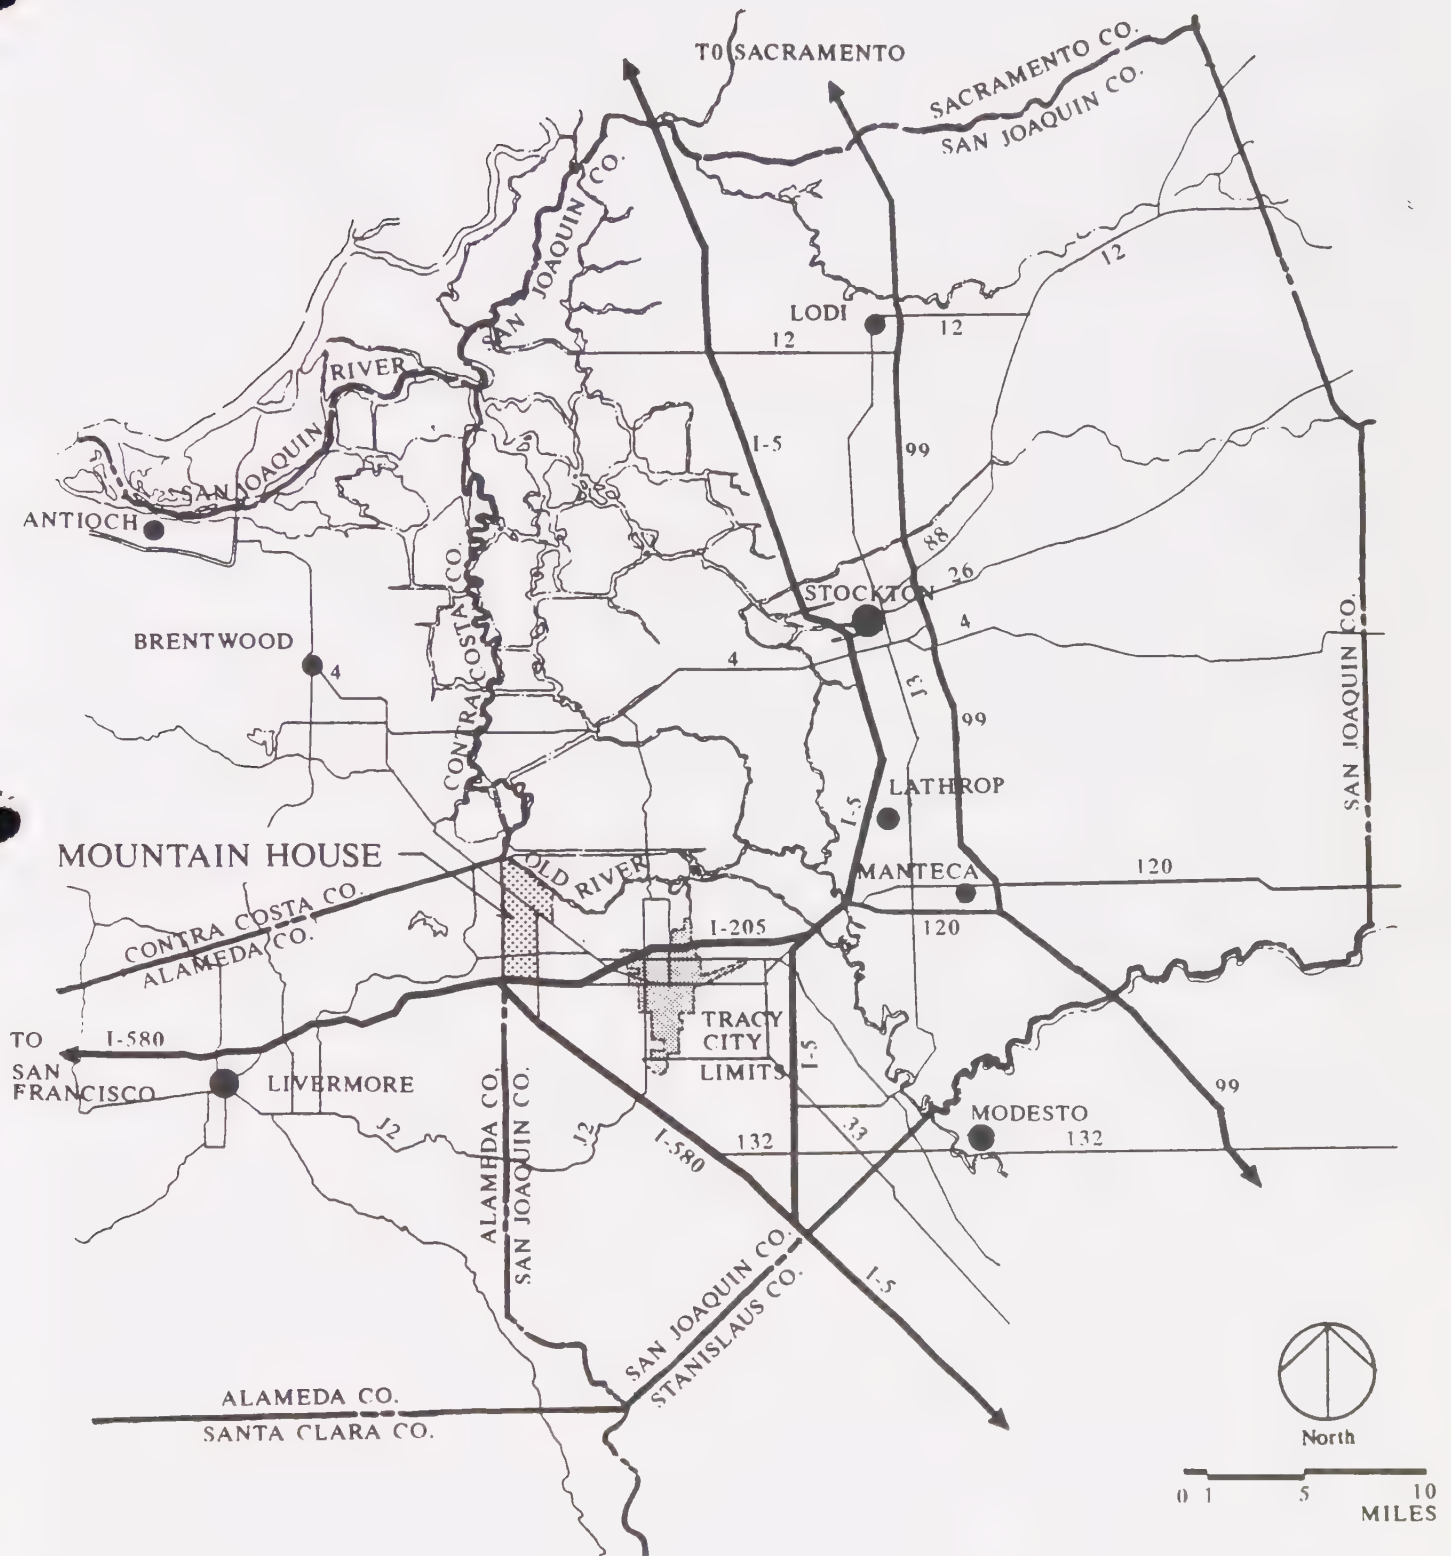 TO SACRAMENTO
SACRAMENTO CO.
SAN JOAQUIN CO.
SAN JOAQUIN CO.
12
LODI
12
12
RIVER
SAN JOAQUIN
I-5
99
ANTIOCH
88
26
STOCKTON
4
BRENTWOOD
4
4
CONTRA COSTA CO.
J3
99
SAN JOAQUIN CO.
LATHROP
I-5
MOUNTAIN HOUSE
OLD RIVER
MANTECA
120
CONTRA COSTA CO.
ALAMEDA CO.
I-205
120
TO
SAN
FRANCISCO
I-580
LIVERMORE
TRACY
CITY
LIMITS
I-5
99
J2
J2
ALAMEDA CO.
SAN JOAQUIN CO.
I-580
132
33
MODESTO
132
SAN JOAQUIN CO.
STANISLAUS CO.
I-5
ALAMEDA CO.
SANTA CLARA CO.
North
0 1 5 10
MILES